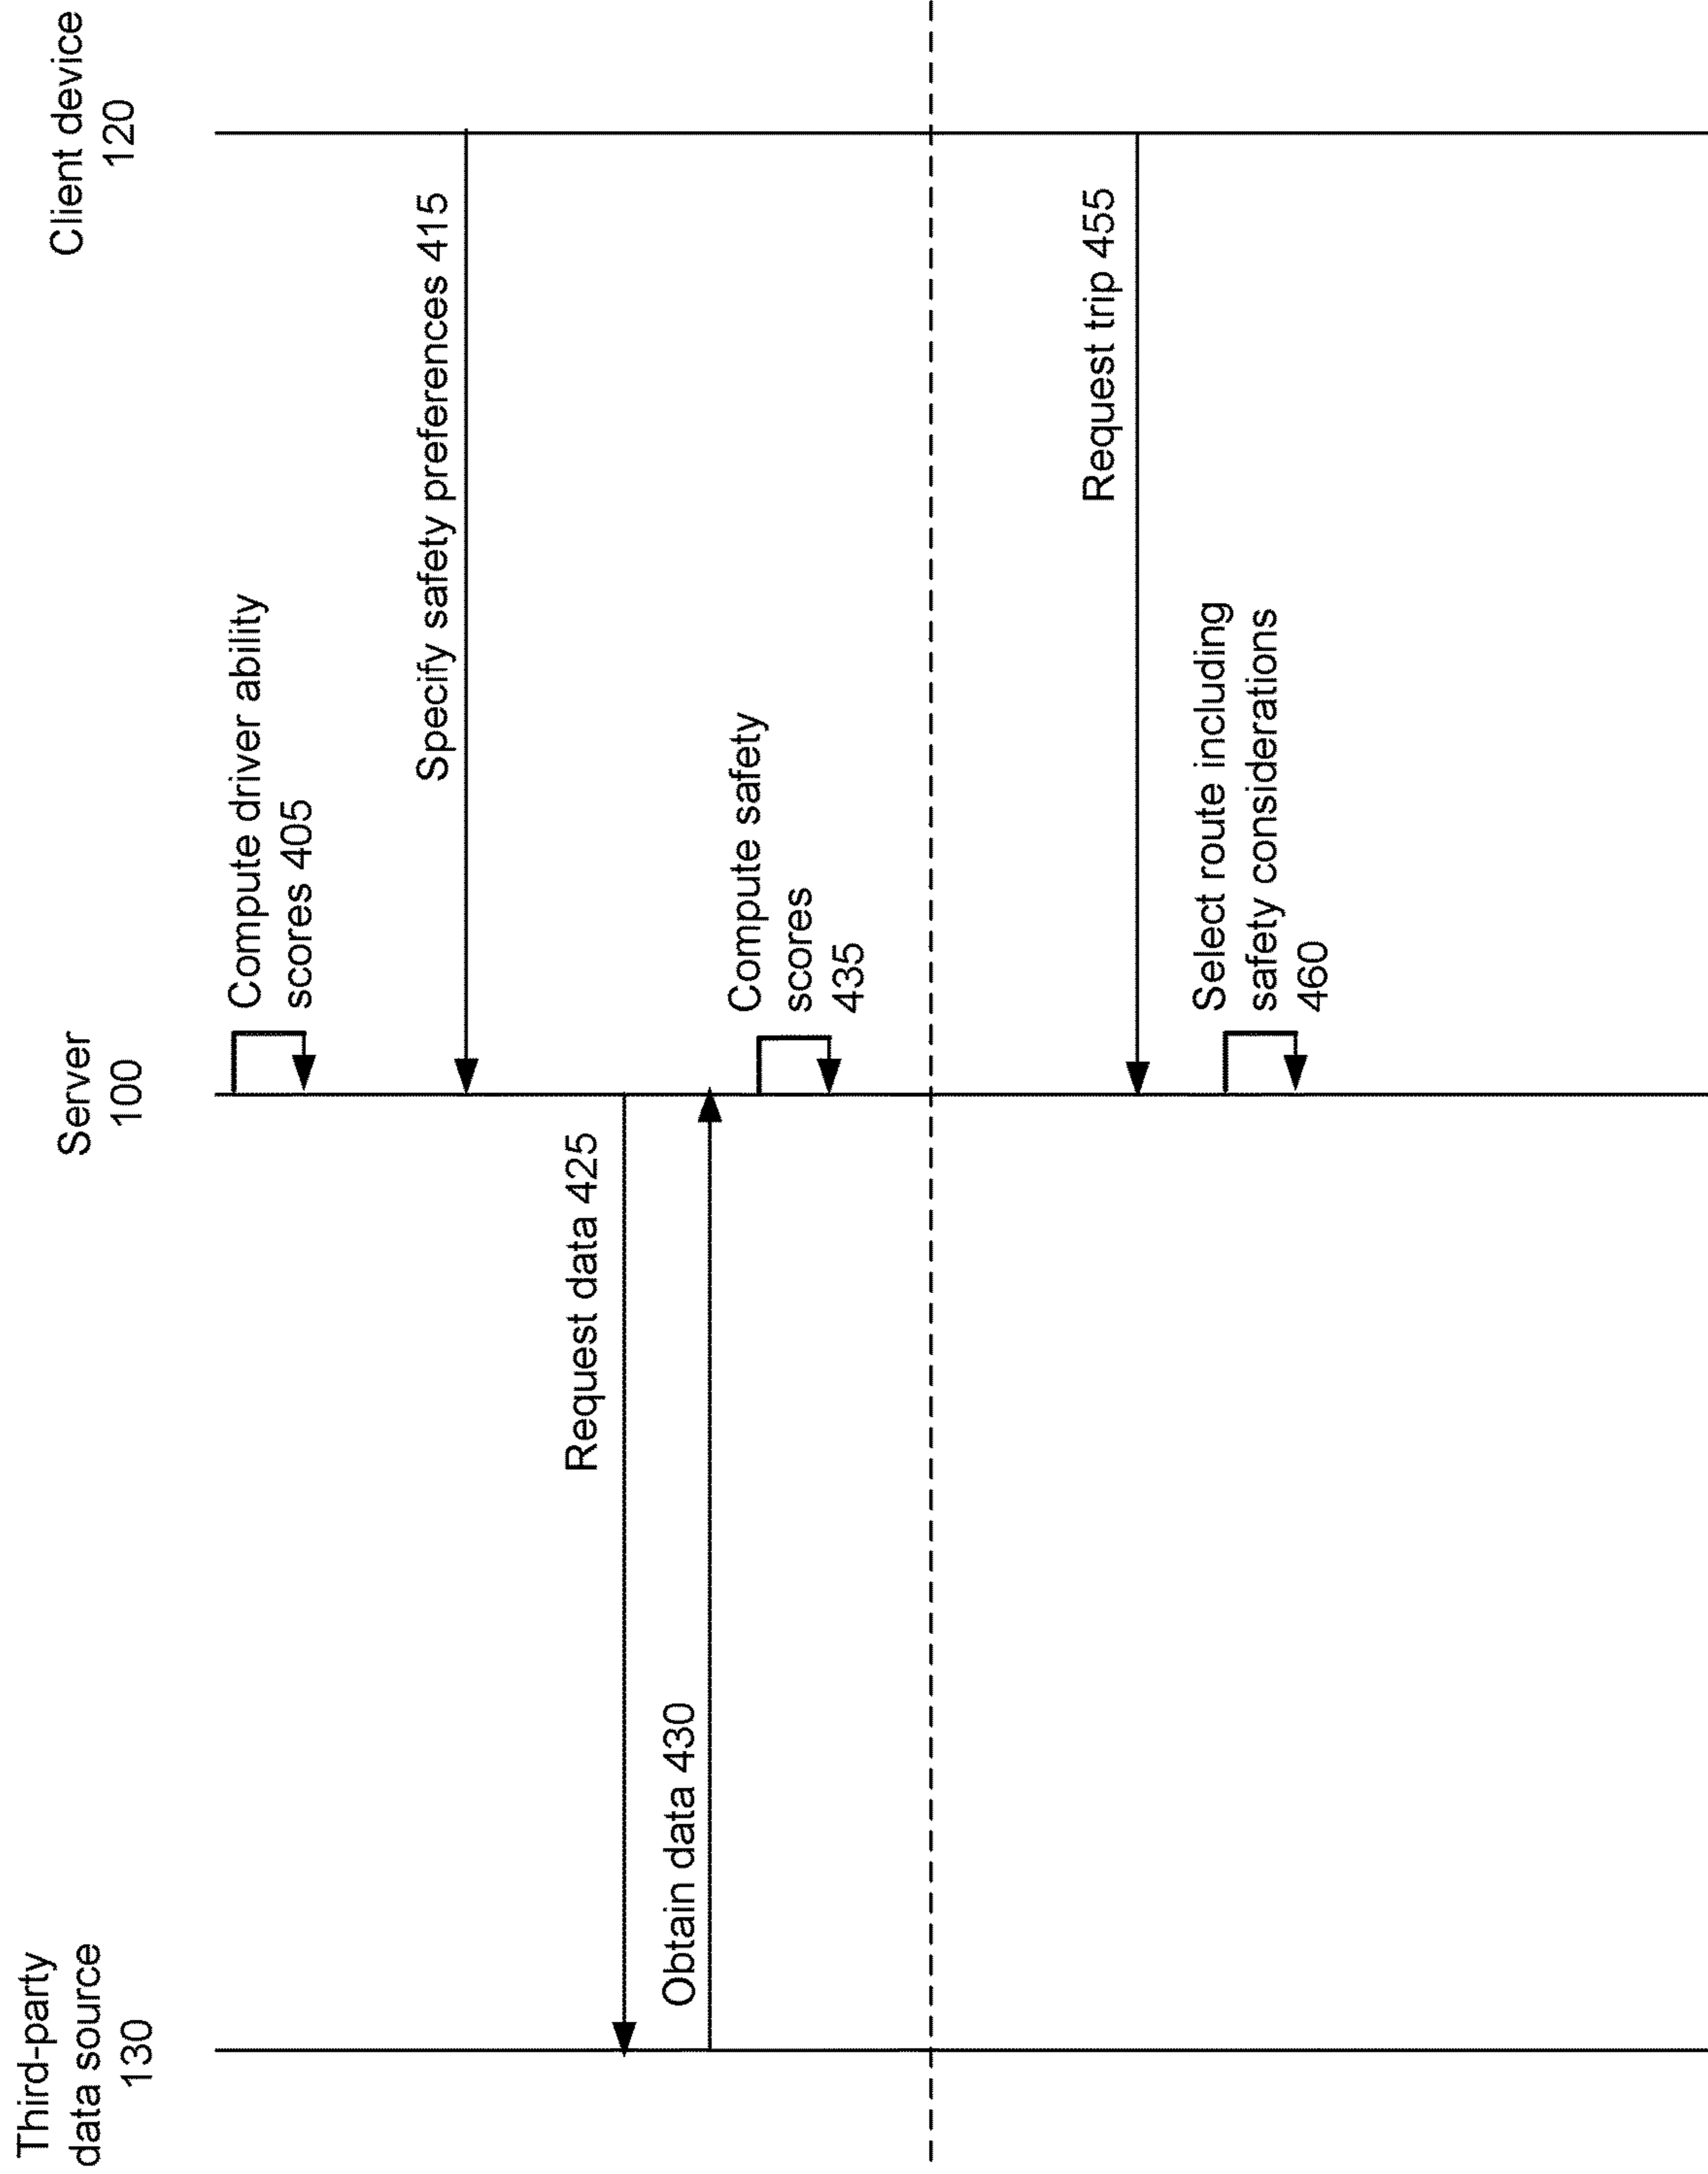 Third-party
data source
130
Server
100
Client device
120
Compute driver ability
scores 405
Specify safety preferences 415
Request data 425
Obtain data 430
Compute safety
scores
435
Request trip 455
Select route including
safety considerations
460